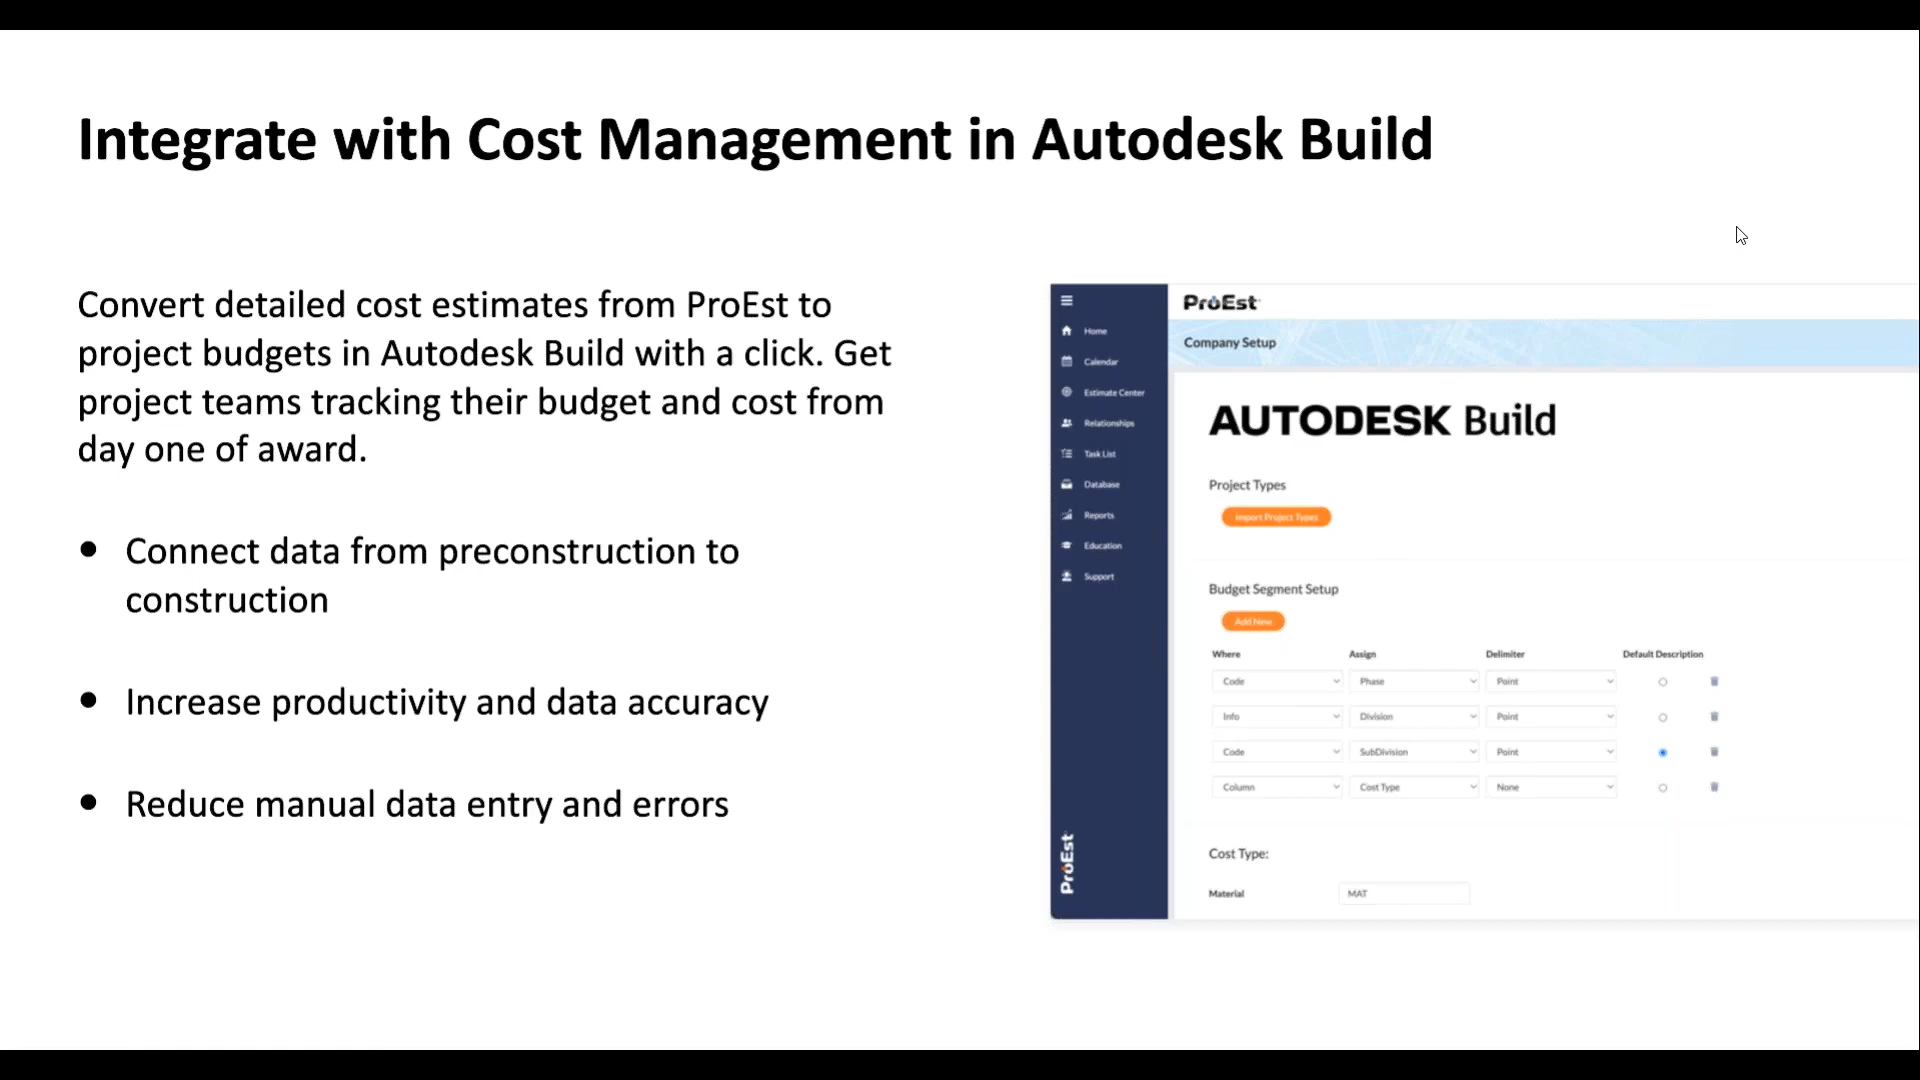 Integrate with Cost Management in Autodesk Build
Convert detailed cost estimates from ProEst to
project budgets in Autodesk Build with a click. Get
project teams tracking their budget and cost from
day one of award.
• Connect data from preconstruction to
construction
• Increase productivity and data accuracy
• Reduce manual data entry and errors
ProEst
Home
Calendar
Estimate Center
Relationships
Task List
Database
Reports
Education
Support
ProEst
Company Setup
AUTODESK Build
Project Types
Import Project Types
Budget Segment Setup
Add New
Where Assign Delimiter Default Description
Code Phase Point
Info Division Point
Code SubDivision Point
Column Cost Type None
Cost Type:
Material MAT